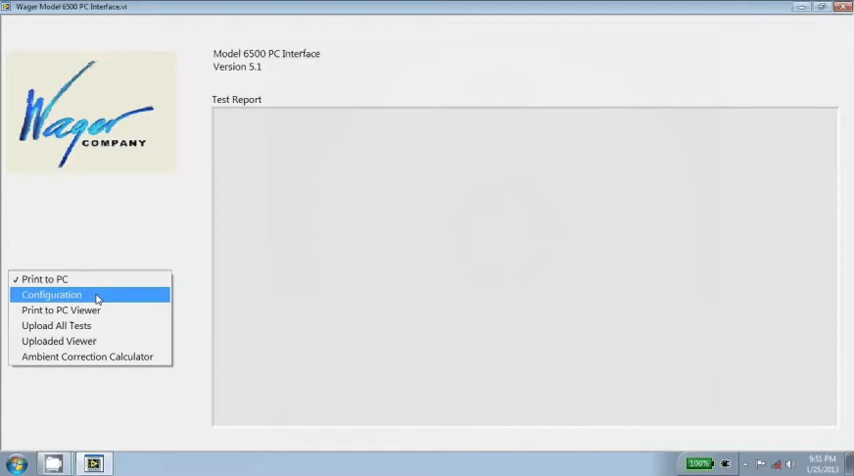 Wager Model 6500 PC Interface.vi
Model 6500 PC Interface
Version 5.1
Test Report
Wager
COMPANY
✓ Print to PC
Configuration
Print to PC Viewer
Upload All Tests
Uploaded Viewer
Ambient Correction Calculator
100%
9:51 PM
1/25/2013